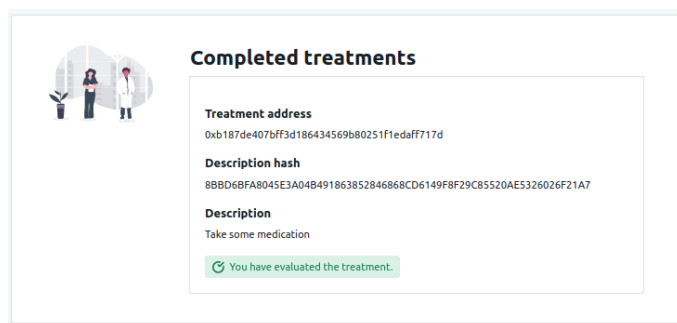 Completed treatments
Treatment address
0xb187de407bff3d186434569b80251f1edaff717d
Description hash
8BBD6BFA8045E3A04B491863852846868CD6149F8F29C85520AE5326026F21A7
Description
Take some medication
You have evaluated the treatment.